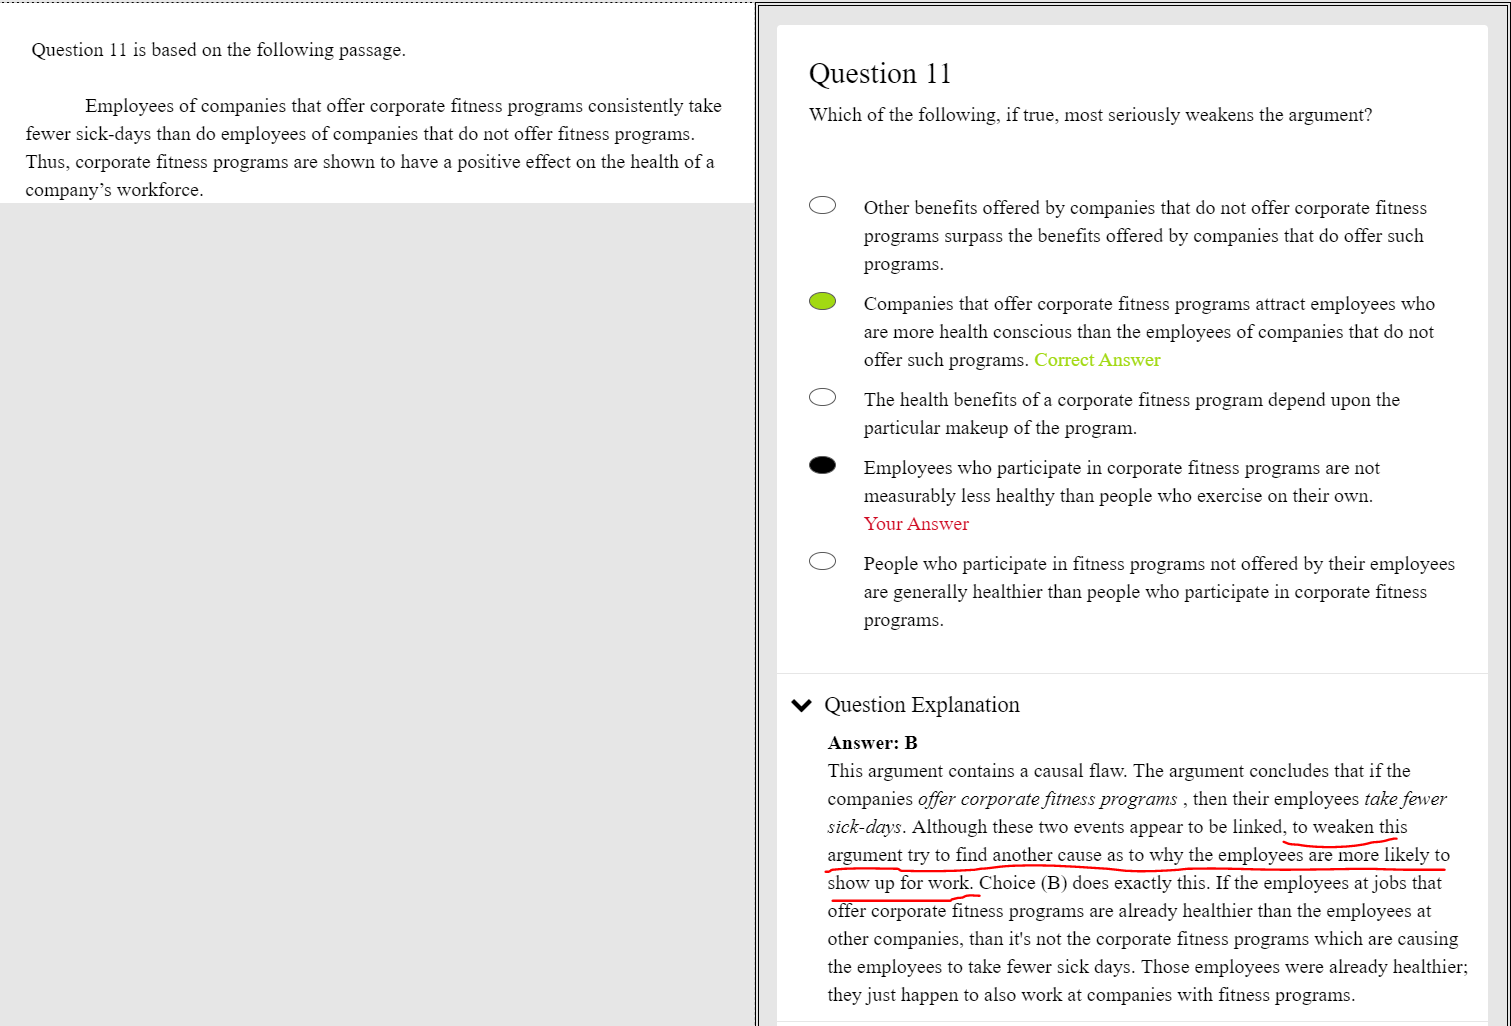 Question 11 is based on the following passage.
Employees of companies that offer corporate fitness programs consistently take
fewer sick-days than do employees of companies that do not offer fitness programs.
Thus, corporate fitness programs are shown to have a positive effect on the health of a
company’s workforce.
Question 11
Which of the following, if true, most seriously weakens the argument?
Other benefits offered by companies that do not offer corporate fitness
programs surpass the benefits offered by companies that do offer such
programs.
Companies that offer corporate fitness programs attract employees who
are more health conscious than the employees of companies that do not
offer such programs. Correct Answer
The health benefits of a corporate fitness program depend upon the
particular makeup of the program.
Employees who participate in corporate fitness programs are not
measurably less healthy than people who exercise on their own.
Your Answer
People who participate in fitness programs not offered by their employees
are generally healthier than people who participate in corporate fitness
programs.
Question Explanation
Answer: B
This argument contains a causal flaw. The argument concludes that if the
companies offer corporate fitness programs , then their employees take fewer
sick-days. Although these two events appear to be linked, to weaken this
argument try to find another cause as to why the employees are more likely to
show up for work. Choice (B) does exactly this. If the employees at jobs that
offer corporate fitness programs are already healthier than the employees at
other companies, than it's not the corporate fitness programs which are causing
the employees to take fewer sick days. Those employees were already healthier;
they just happen to also work at companies with fitness programs.